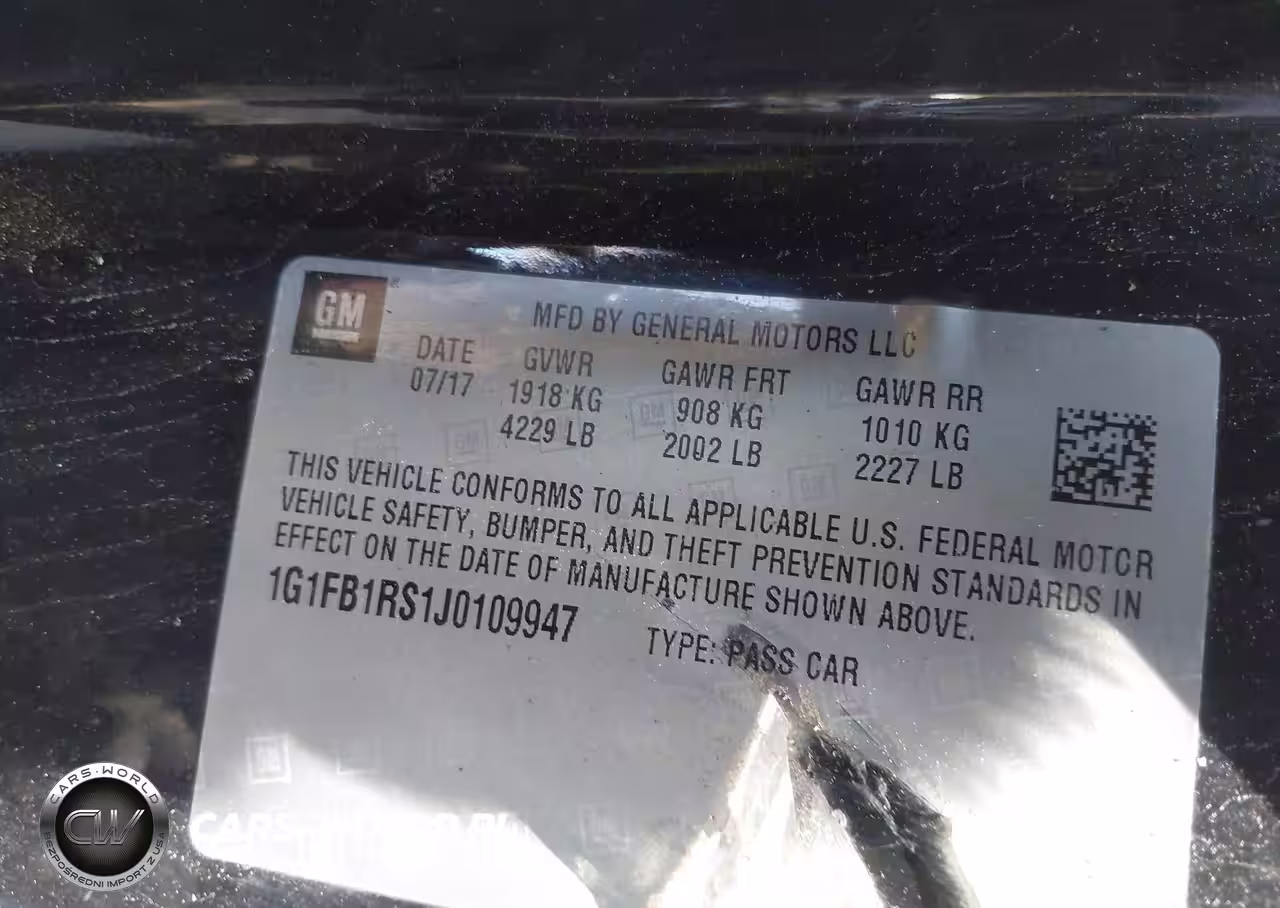 GM
MFD BY GENERAL MOTORS LLC
DATE GVWR GAWR FRT GAWR RR
07/17 1918 KG 908 KG 1010 KG
4229 LB 2002 LB 2227 LB
THIS VEHICLE CONFORMS TO ALL APPLICABLE U.S. FEDERAL MOTOR
VEHICLE SAFETY, BUMPER, AND THEFT PREVENTION STANDARDS IN
EFFECT ON THE DATE OF MANUFACTURE SHOWN ABOVE.
1G1FB1RS1J0109947 TYPE: PASS CAR
CARS-WORLD
CW
BEZPOŚREDNI IMPORT Z USA